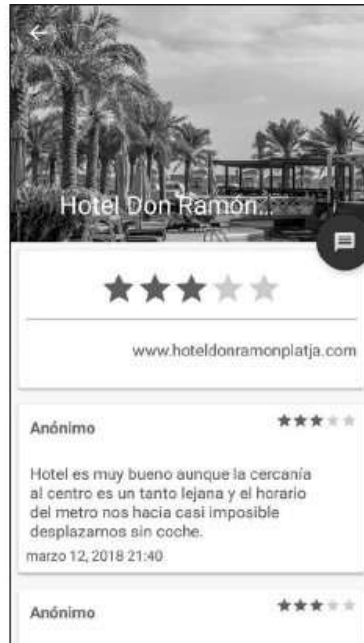 Hotel Don Ramón...
www.hoteldonramonplatja.com
Anónimo
Hotel es muy bueno aunque la cercanía
al centro es un tanto lejana y el horario
del metro nos hacia casi imposible
desplazarnos sin coche.
marzo 12, 2018 21:40
Anónimo